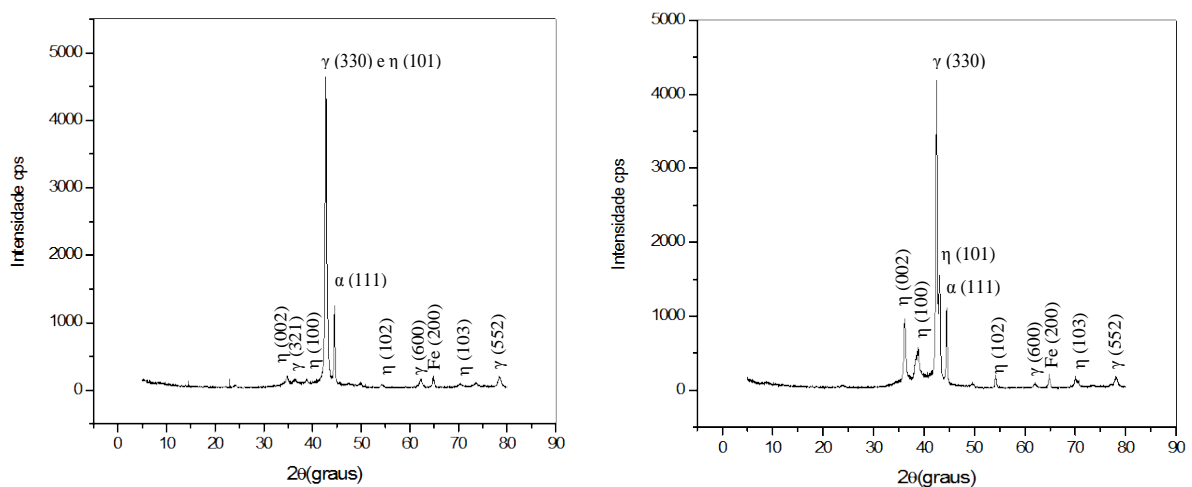 5000
4000
3000
2000
1000
0
Intensidade cps
γ (330) e η (101)
α (111)
η (002)
γ (321)
η (100)
η (102)
γ (600)
Fe (200)
η (103)
γ (552)
0 10 20 30 40 50 60 70 80 90
2θ(graus)
5000
4000
3000
2000
1000
0
Intensidade cps
γ (330)
η (101)
α (111)
η (002)
η (100)
η (102)
γ (600)
Fe (200)
η (103)
γ (552)
0 10 20 30 40 50 60 70 80 90
2θ(graus)